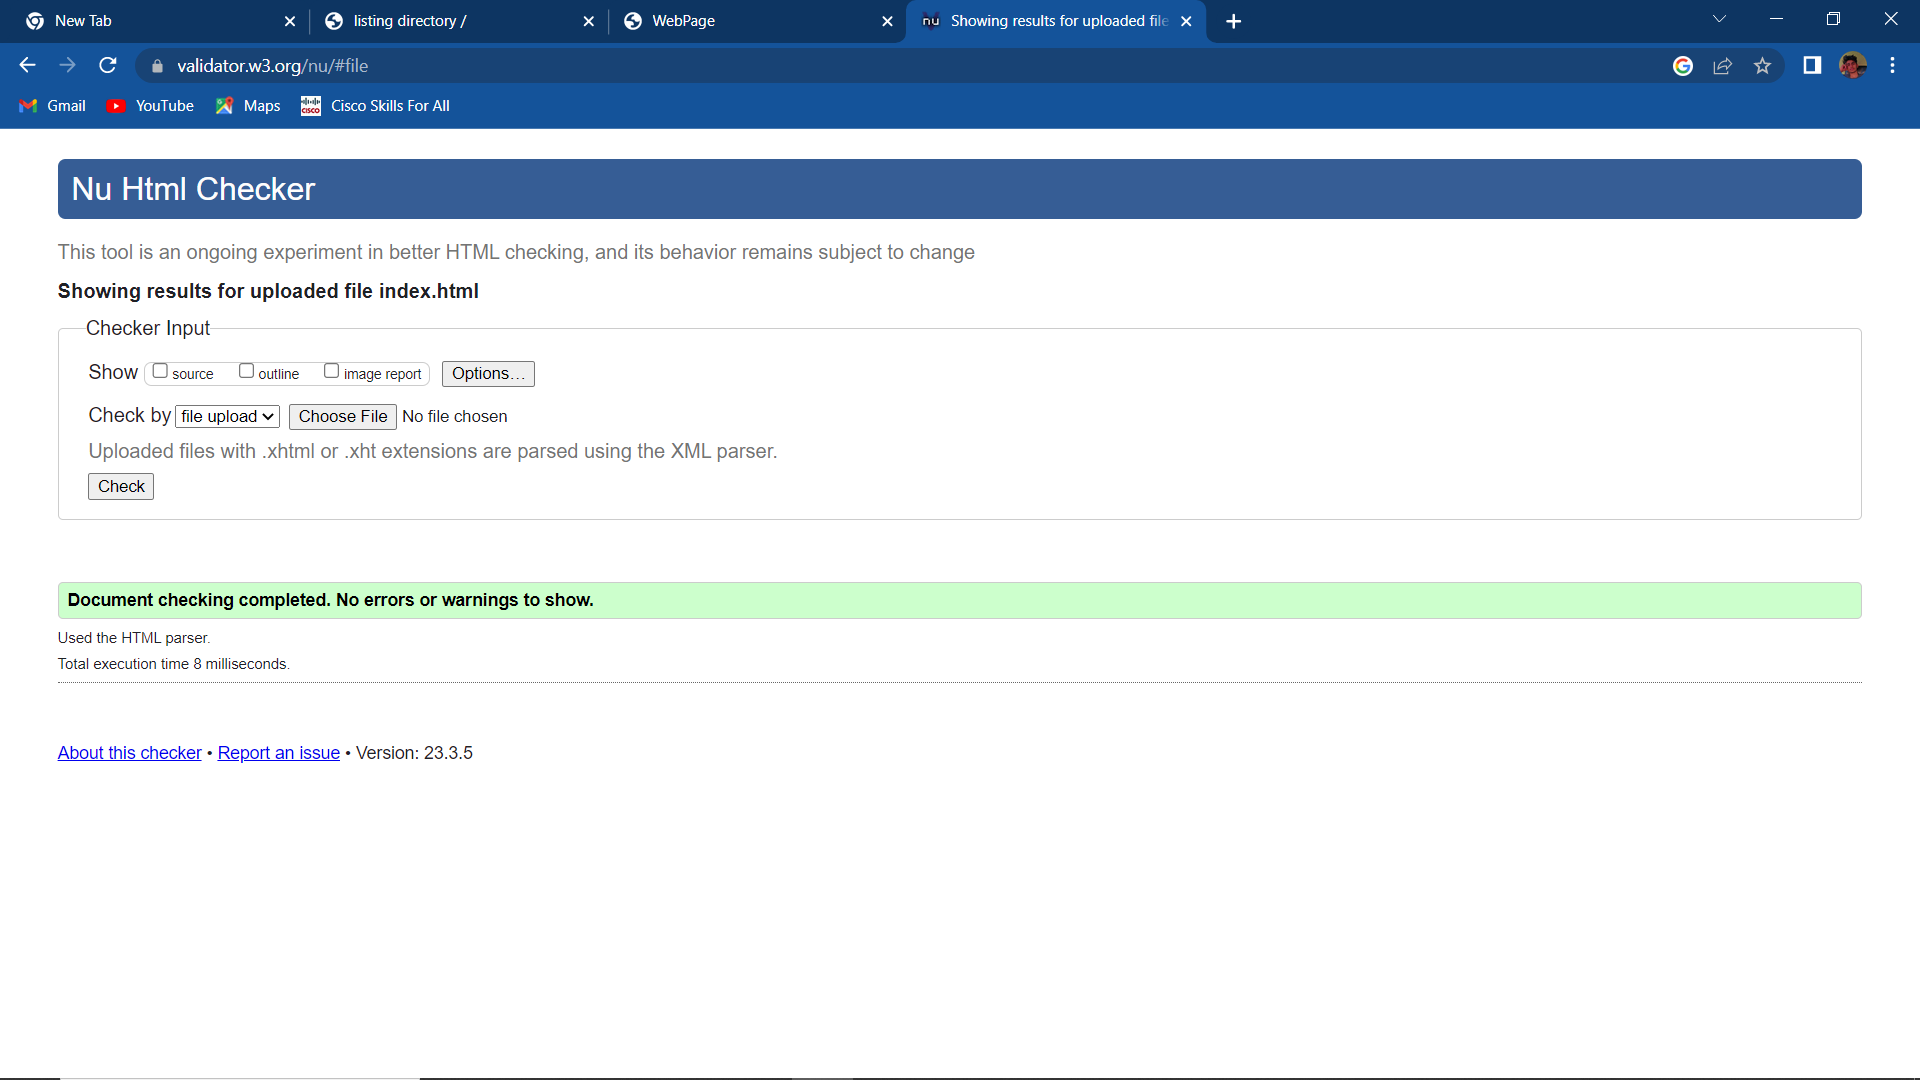 New Tab
listing directory /
WebPage
nu Showing results for uploaded file
validator.w3.org/nu/#file
Gmail
YouTube
Maps
CISCO Cisco Skills For All
Nu Html Checker
This tool is an ongoing experiment in better HTML checking, and its behavior remains subject to change
Showing results for uploaded file index.html
Checker Input
Show source outline image report Options…
Check by file upload Choose File No file chosen
Uploaded files with .xhtml or .xht extensions are parsed using the XML parser.
Check
Document checking completed. No errors or warnings to show.
Used the HTML parser.
Total execution time 8 milliseconds.
About this checker • Report an issue • Version: 23.3.5